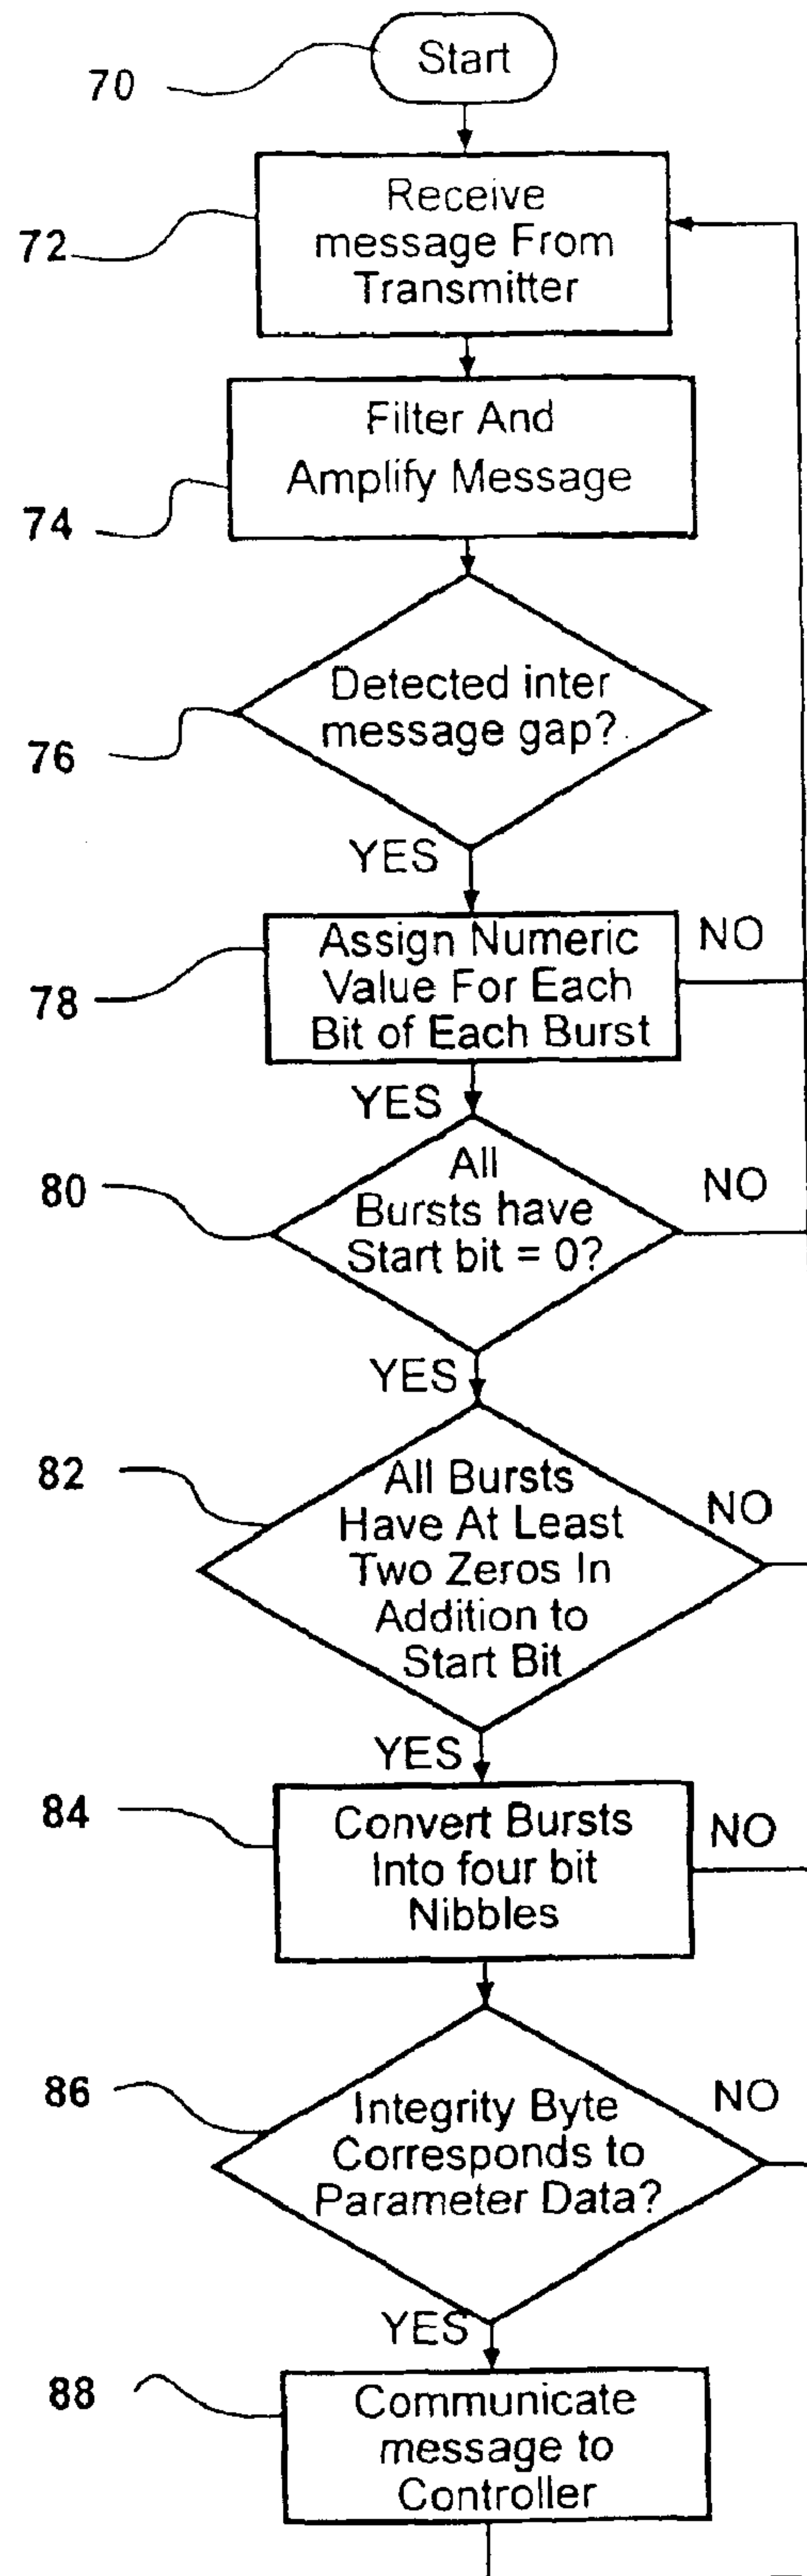 70
Start
72
Receive
message From
Transmitter
74
Filter And
Amplify Message
76
Detected inter
message gap?
YES
78
Assign Numeric
Value For Each
Bit of Each Burst
NO
YES
80
All
Bursts have
Start bit = 0?
NO
YES
82
All Bursts
Have At Least
Two Zeros In
Addition to
Start Bit
NO
YES
84
Convert Bursts
Into four bit
Nibbles
NO
86
Integrity Byte
Corresponds to
Parameter Data?
NO
YES
88
Communicate
message to
Controller